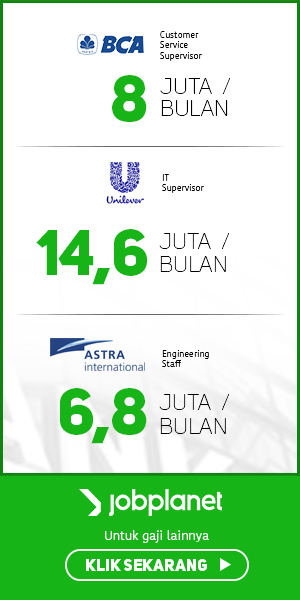 BCA
Customer
Service
Supervisor
8 JUTA /
BULAN
Unilever
IT
Supervisor
14,6 JUTA /
BULAN
ASTRA
international
Engineering
Staff
6,8 JUTA /
BULAN
jobplanet
Untuk gaji lainnya
KLIK SEKARANG